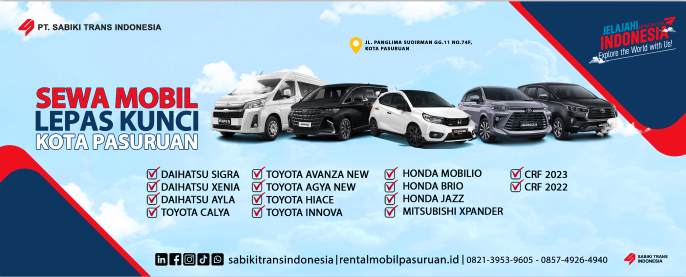 PT. SABIKI TRANS INDONESIA
JL. PANGLIMA SUDIRMAN GG.11 NO.74F,
KOTA PASURUAN
JELAJAHI
INDONESIA
Explore the World with Us!
SEWA MOBIL
LEPAS KUNCI
KOTA PASURUAN
DAIHATSU SIGRA
DAIHATSU XENIA
DAIHATSU AYLA
TOYOTA CALYA
TOYOTA AVANZA NEW
TOYOTA AGYA NEW
TOYOTA HIACE
TOYOTA INNOVA
HONDA MOBILIO
HONDA BRIO
HONDA JAZZ
MITSUBISHI XPANDER
CRF 2023
CRF 2022
sabikitransindonesia | rentalmobilpasuruan.id | 0821-3953-9605 - 0857-4926-4940
SABIKI TRANS
INDONESIA